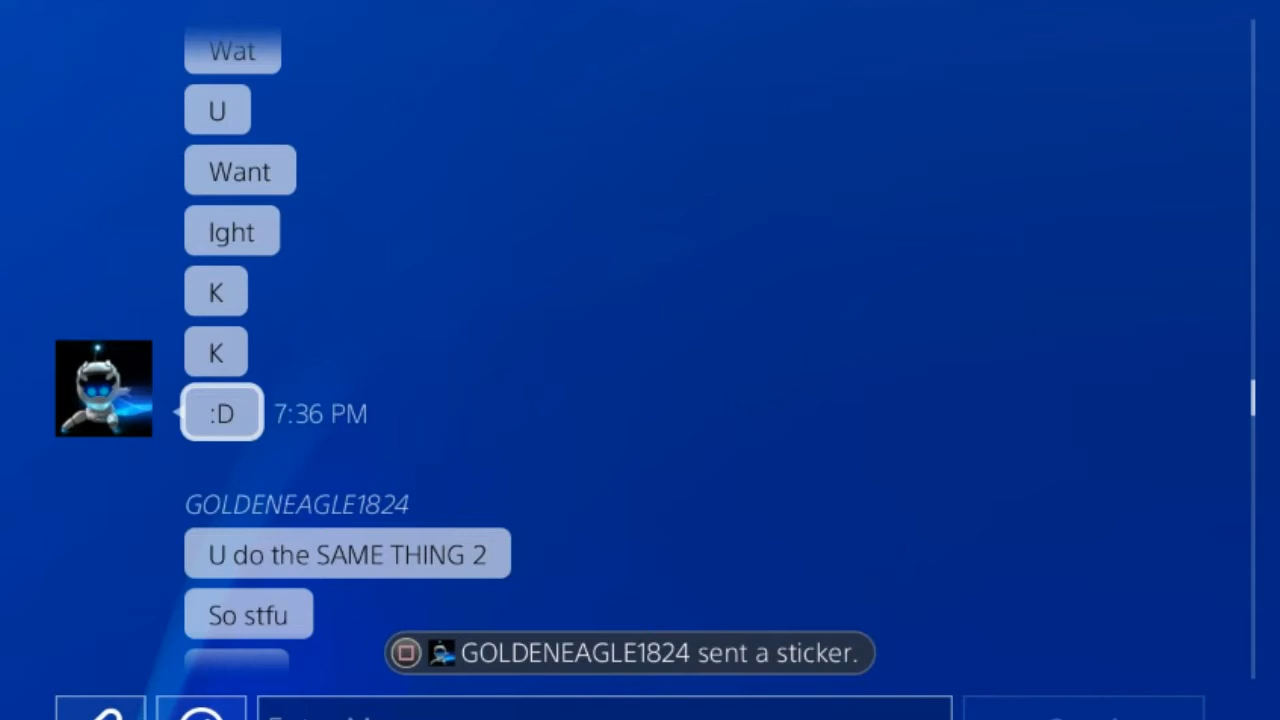 Wat
U
Want
Ight
K
K
:D 7:36 PM
GOLDENEAGLE1824
U do the SAME THING 2
So stfu
GOLDENEAGLE1824 sent a sticker.